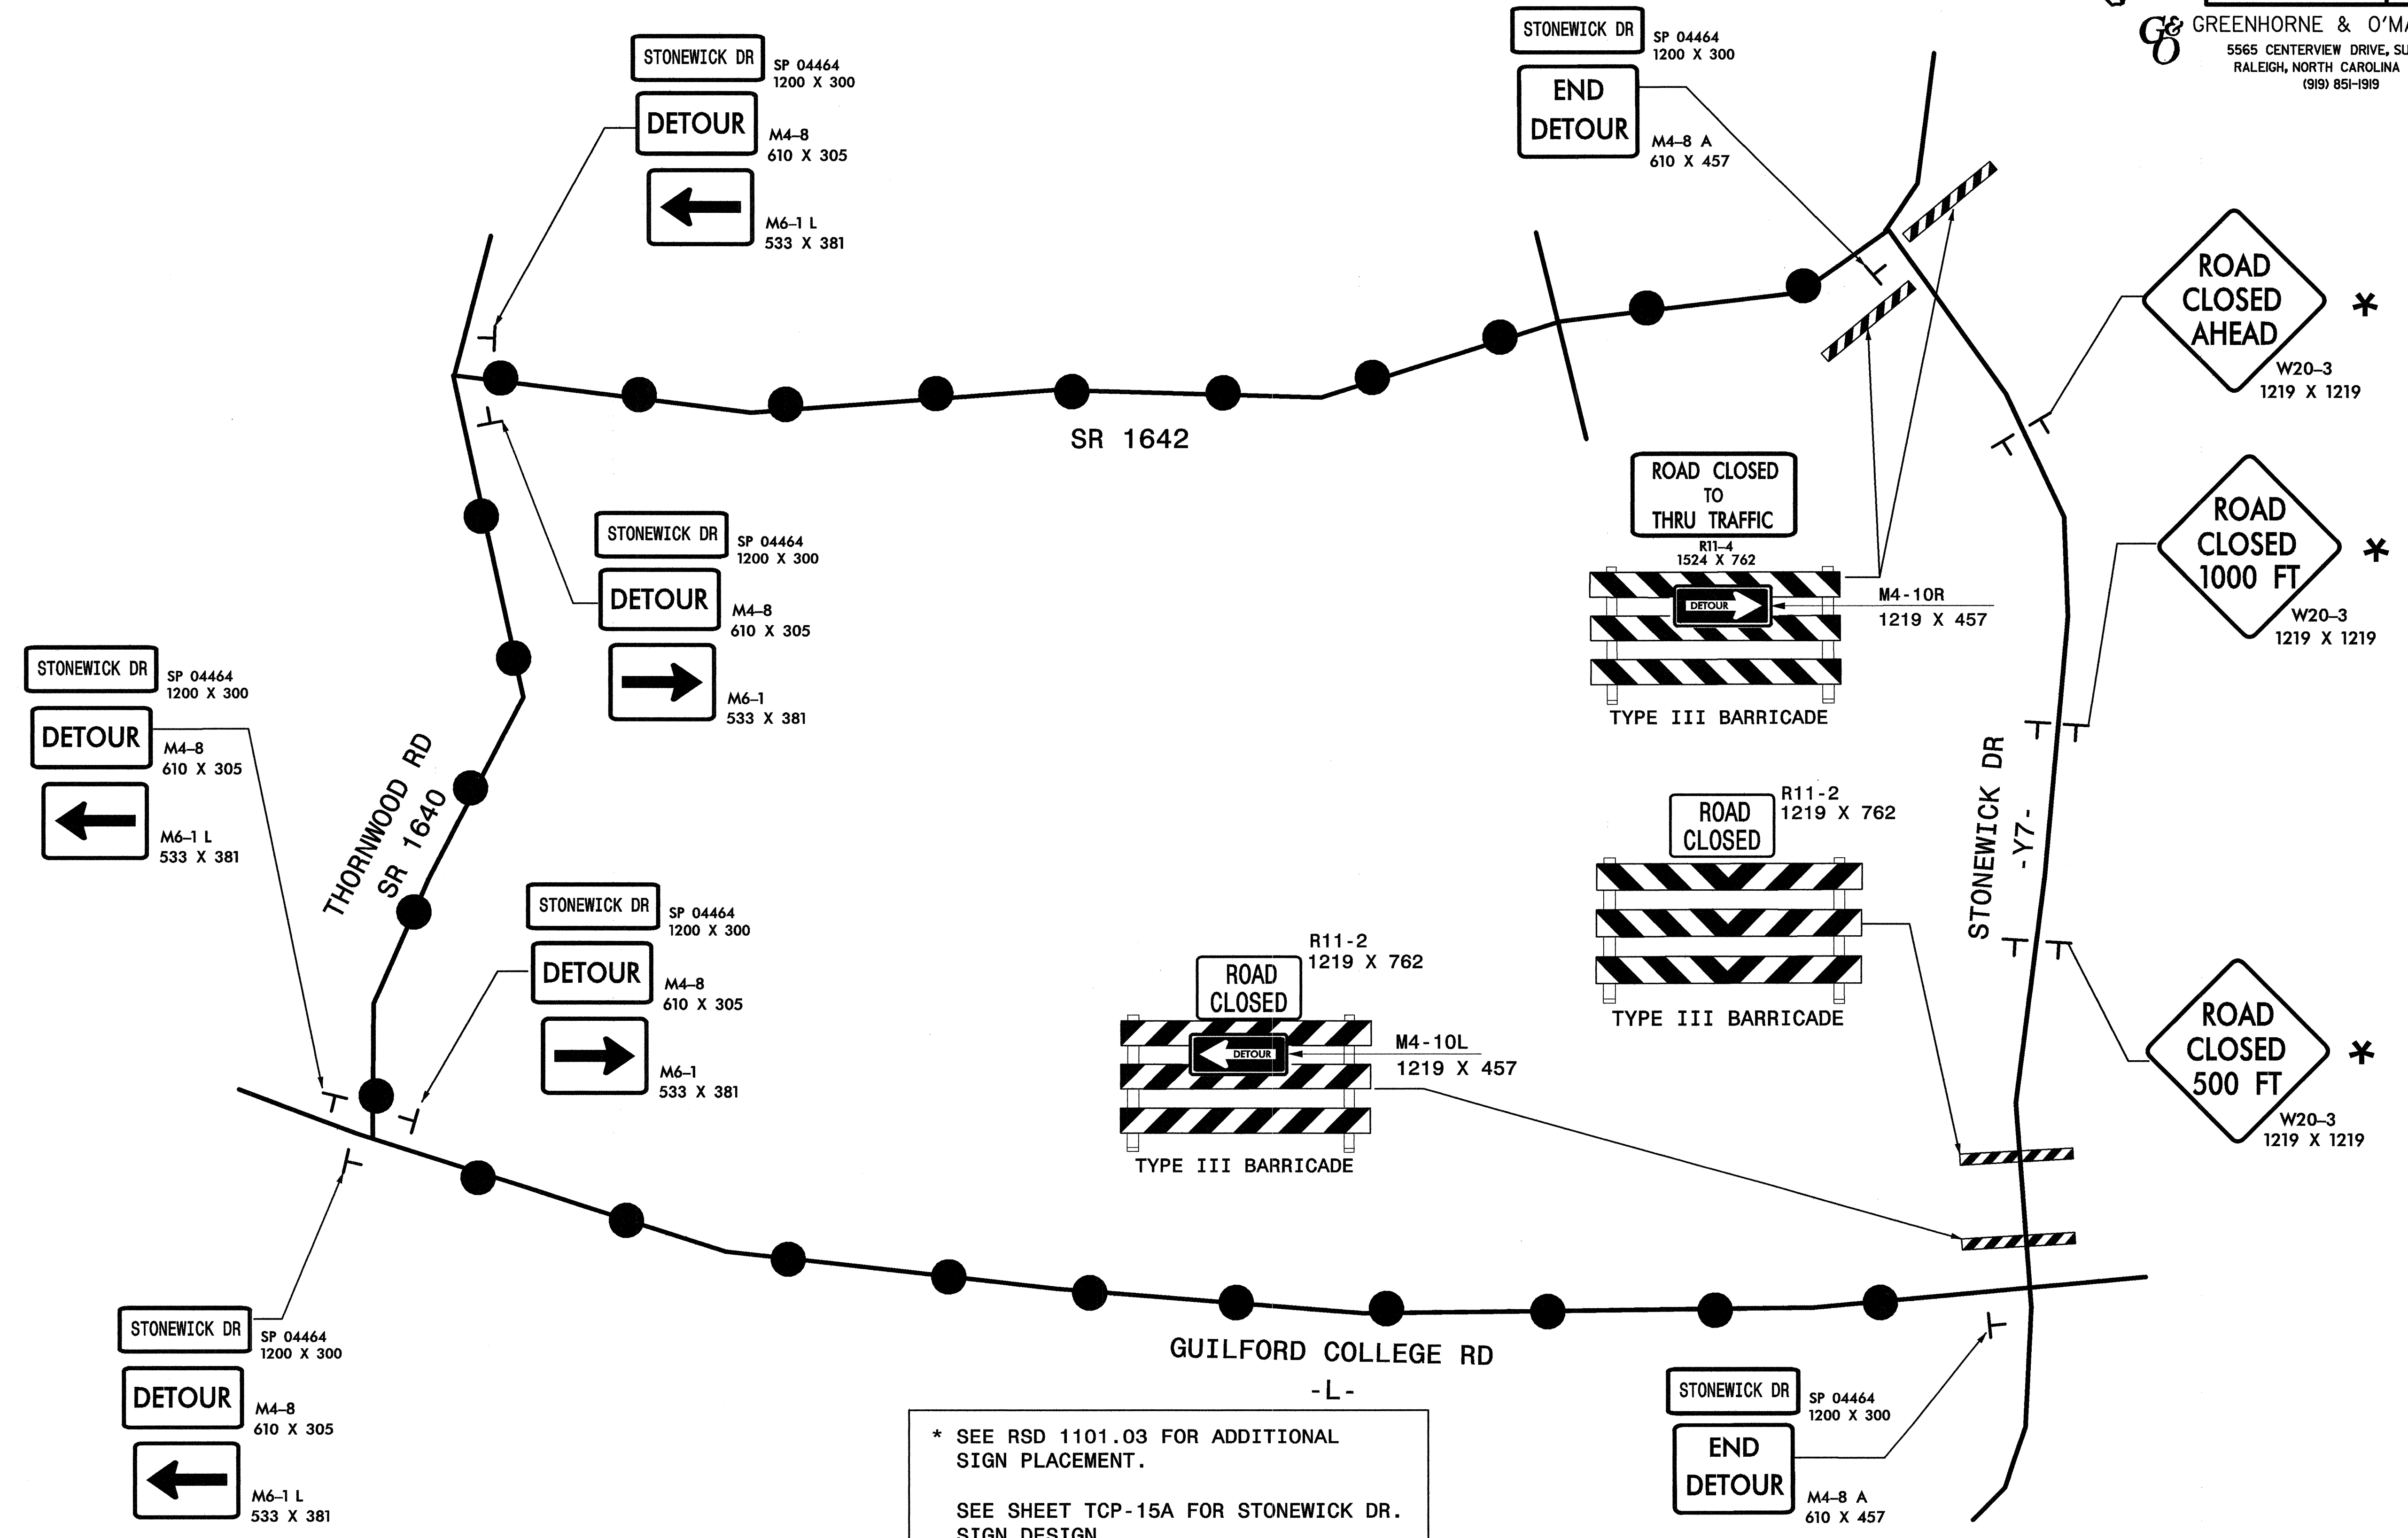 GREENHORNE & O'MA
G&O
5565 CENTERVIEW DRIVE, SU
RALEIGH, NORTH CAROLINA
(919) 851-1919
STONEWICK DR
SP 04464
1200 X 300
DETOUR
M4-8
610 X 305
M6-1 L
533 X 381
STONEWICK DR
SP 04464
1200 X 300
END
DETOUR
M4-8 A
610 X 457
ROAD
CLOSED
AHEAD
*
W20-3
1219 X 1219
SR 1642
STONEWICK DR
SP 04464
1200 X 300
DETOUR
M4-8
610 X 305
M6-1
533 X 381
ROAD CLOSED
TO
THRU TRAFFIC
R11-4
1524 X 762
DETOUR
M4-10R
1219 X 457
TYPE III BARRICADE
ROAD
CLOSED
1000 FT
*
W20-3
1219 X 1219
STONEWICK DR
SP 04464
1200 X 300
DETOUR
M4-8
610 X 305
M6-1 L
533 X 381
THORNWOOD RD
SR 1640
STONEWICK DR
-Y7-
ROAD
CLOSED
R11-2
1219 X 762
TYPE III BARRICADE
STONEWICK DR
SP 04464
1200 X 300
DETOUR
M4-8
610 X 305
M6-1
533 X 381
ROAD
CLOSED
R11-2
1219 X 762
DETOUR
M4-10L
1219 X 457
TYPE III BARRICADE
ROAD
CLOSED
500 FT
*
W20-3
1219 X 1219
GUILFORD COLLEGE RD
-L-
STONEWICK DR
SP 04464
1200 X 300
DETOUR
M4-8
610 X 305
M6-1 L
533 X 381
STONEWICK DR
SP 04464
1200 X 300
END
DETOUR
M4-8 A
610 X 457
* SEE RSD 1101.03 FOR ADDITIONAL
SIGN PLACEMENT.
SEE SHEET TCP-15A FOR STONEWICK DR.
SIGN DESIGN